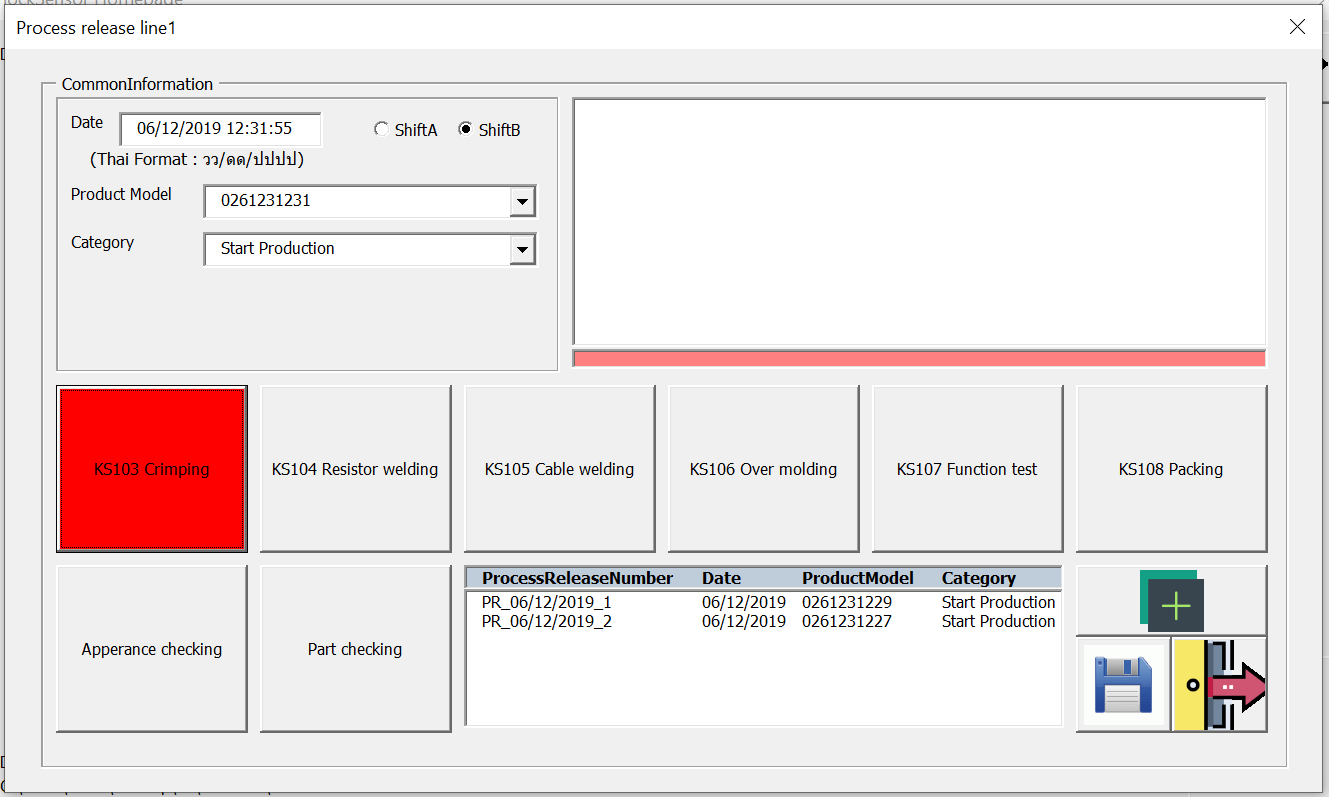 Process release line1
CommonInformation
Date 06/12/2019 12:31:55 ShiftA ShiftB
(Thai Format : วว/ดด/ปปปป)
Product Model 0261231231
Category Start Production
KS103 Crimping KS104 Resistor welding KS105 Cable welding KS106 Over molding KS107 Function test KS108 Packing
Apperance checking Part checking
ProcessReleaseNumber Date ProductModel Category
PR_06/12/2019_1 06/12/2019 0261231229 Start Production
PR_06/12/2019_2 06/12/2019 0261231227 Start Production